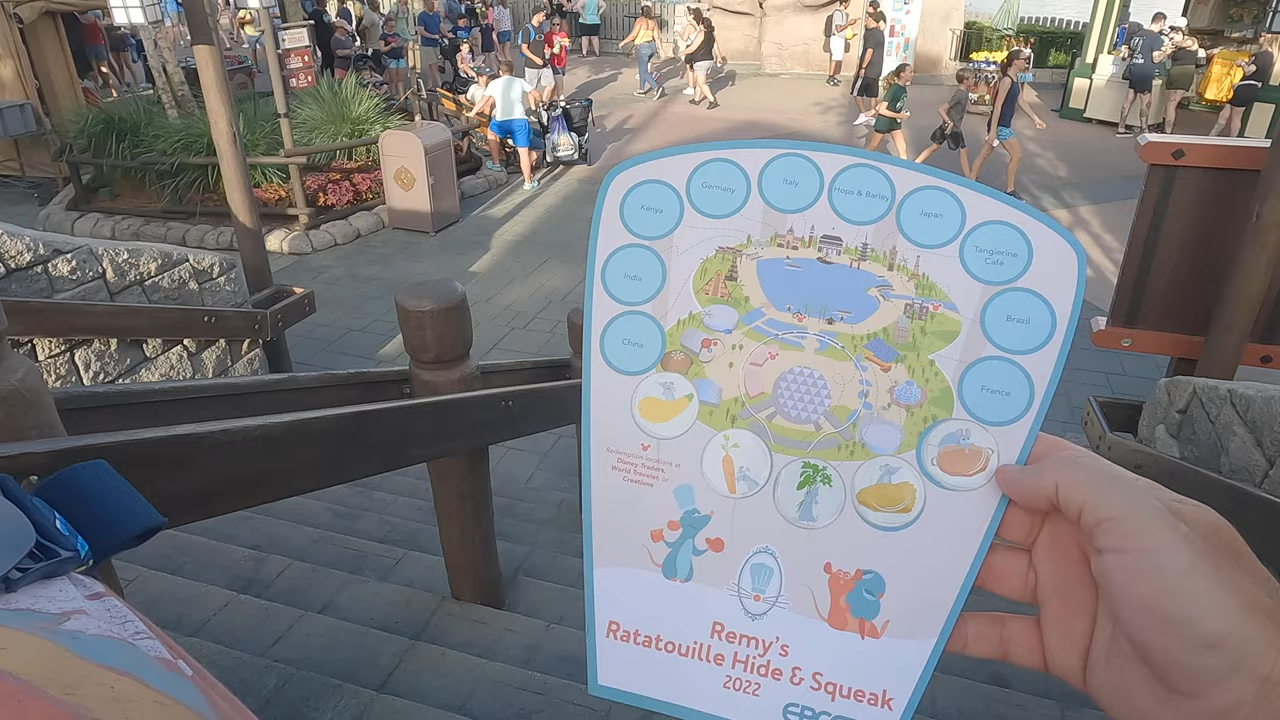 Kenya
Germany
Italy
Hops & Barley
Japan
Tangierine
Café
India
Brazil
China
France
Redemption locations at
Disney Traders,
World Traveler, or
Creations
Remy's
Ratatouille Hide & Squeak
2022